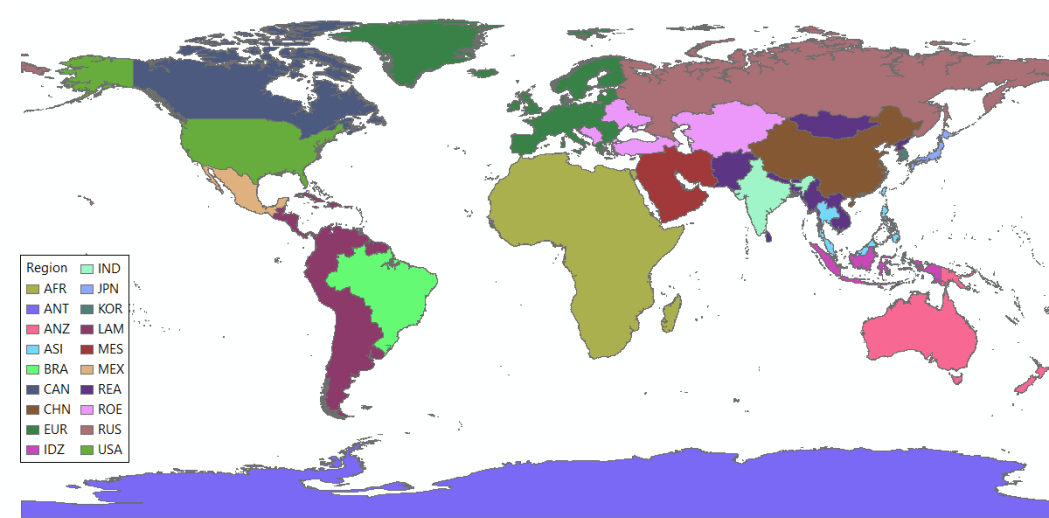 Region
AFR
ANT
ANZ
ASI
BRA
CAN
CHN
EUR
IDZ
IND
JPN
KOR
LAM
MES
MEX
REA
ROE
RUS
USA